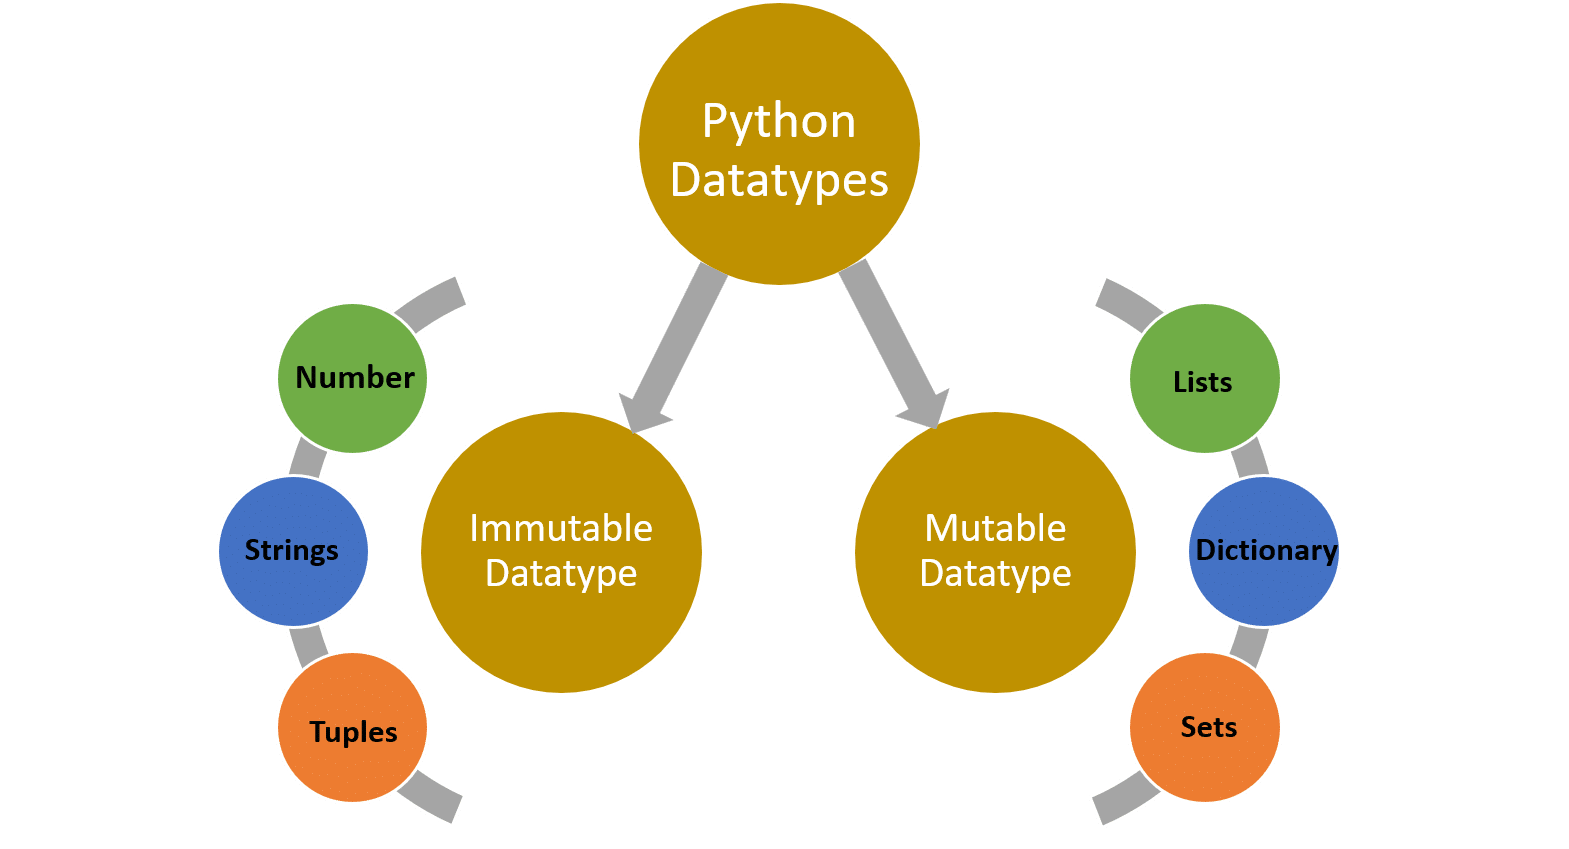 Python
Datatypes
Number
Strings
Tuples
Immutable
Datatype
Mutable
Datatype
Lists
Dictionary
Sets